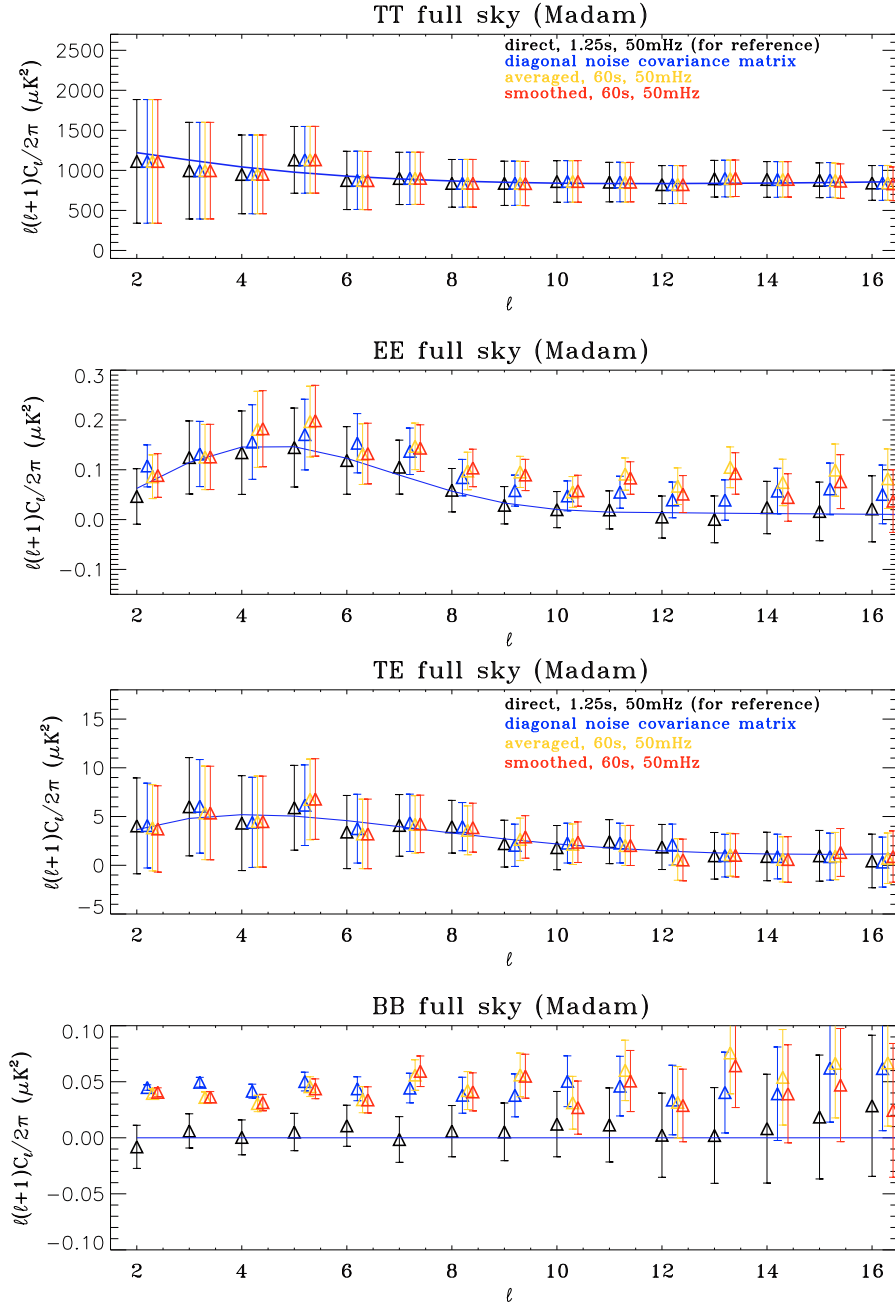 TT full sky (Madam)
direct, 1.25s, 50mHz (for reference)
diagonal noise covariance matrix
averaged, 60s, 50mHz
smoothed, 60s, 50mHz
ℓ(ℓ+1)Cℓ/2π (μK²)
2500
2000
1500
1000
500
0
2 4 6 8 10 12 14 16
ℓ
EE full sky (Madam)
ℓ(ℓ+1)Cℓ/2π (μK²)
0.3
0.2
0.1
0.0
−0.1
2 4 6 8 10 12 14 16
ℓ
TE full sky (Madam)
direct, 1.25s, 50mHz (for reference)
diagonal noise covariance matrix
averaged, 60s, 50mHz
smoothed, 60s, 50mHz
ℓ(ℓ+1)Cℓ/2π (μK²)
15
10
5
0
−5
2 4 6 8 10 12 14 16
ℓ
BB full sky (Madam)
ℓ(ℓ+1)Cℓ/2π (μK²)
0.10
0.05
0.00
−0.05
−0.10
2 4 6 8 10 12 14 16
ℓ